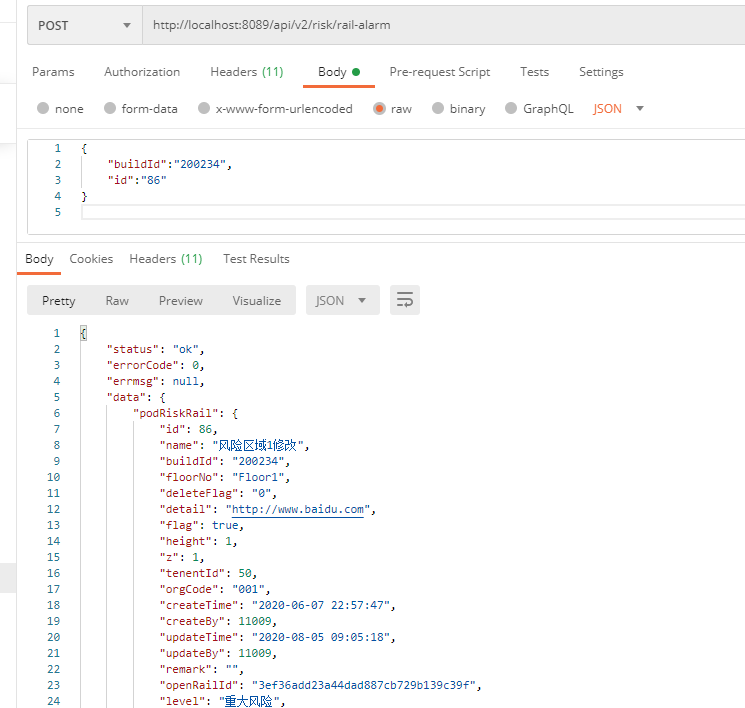 POST http://localhost:8089/api/v2/risk/rail-alarm
Params Authorization Headers (11) Body Pre-request Script Tests Settings
none form-data x-www-form-urlencoded raw binary GraphQL JSON
1 {
2 "buildId":"200234",
3 "id":"86"
4 }
5
Body Cookies Headers (11) Test Results
Pretty Raw Preview Visualize JSON
1 {
2 "status": "ok",
3 "errorCode": 0,
4 "errmsg": null,
5 "data": {
6 "podRiskRail": {
7 "id": 86,
8 "name": "风险区域1修改",
9 "buildId": "200234",
10 "floorNo": "Floor1",
11 "deleteFlag": "0",
12 "detail": "http://www.baidu.com",
13 "flag": true,
14 "height": 1,
15 "z": 1,
16 "tenentId": 50,
17 "orgCode": "001",
18 "createTime": "2020-06-07 22:57:47",
19 "createBy": 11009,
20 "updateTime": "2020-08-05 09:05:18",
21 "updateBy": 11009,
22 "remark": "",
23 "openRailId": "3ef36add23a44dad887cb729b139c39f",
24 "level": "重大风险",